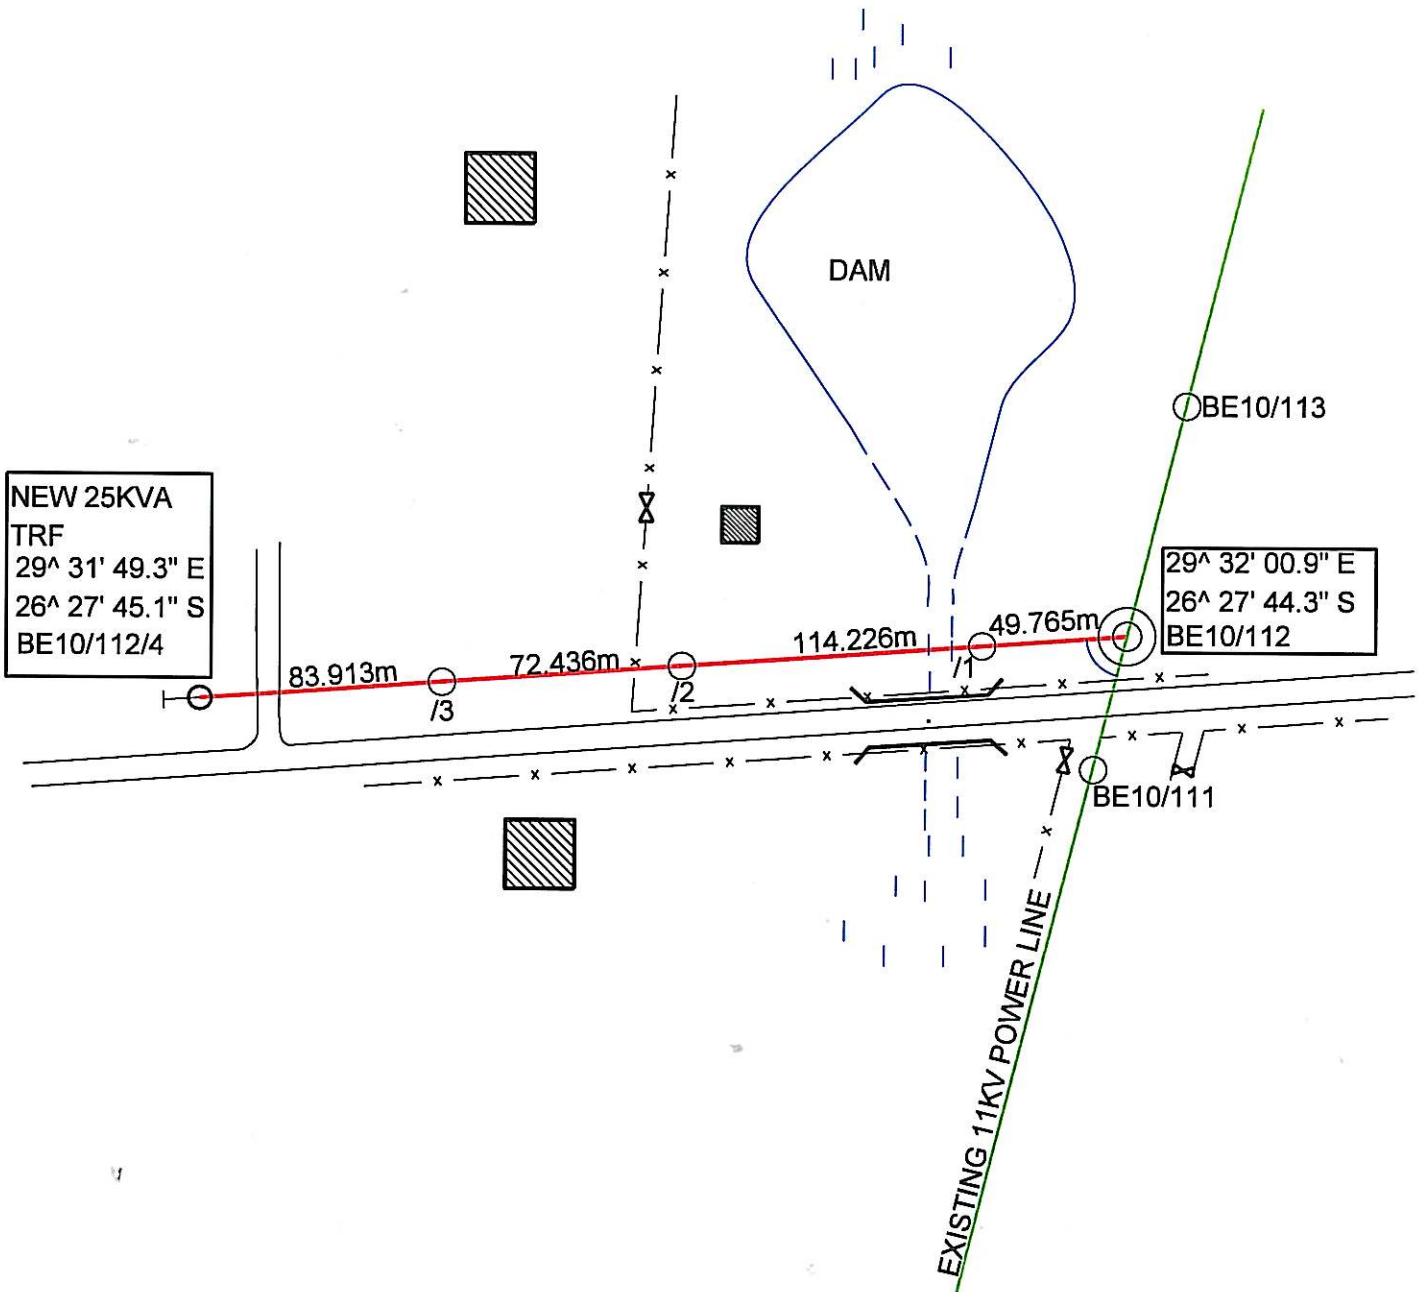 DAM
BE10/113
NEW 25KVA
TRF
29^ 31' 49.3" E
26^ 27' 45.1" S
BE10/112/4
29^ 32' 00.9" E
26^ 27' 44.3" S
BE10/112
83.913m
72.436m
114.226m
49.765m
/3
/2
/1
BE10/111
EXISTING 11KV POWER LINE